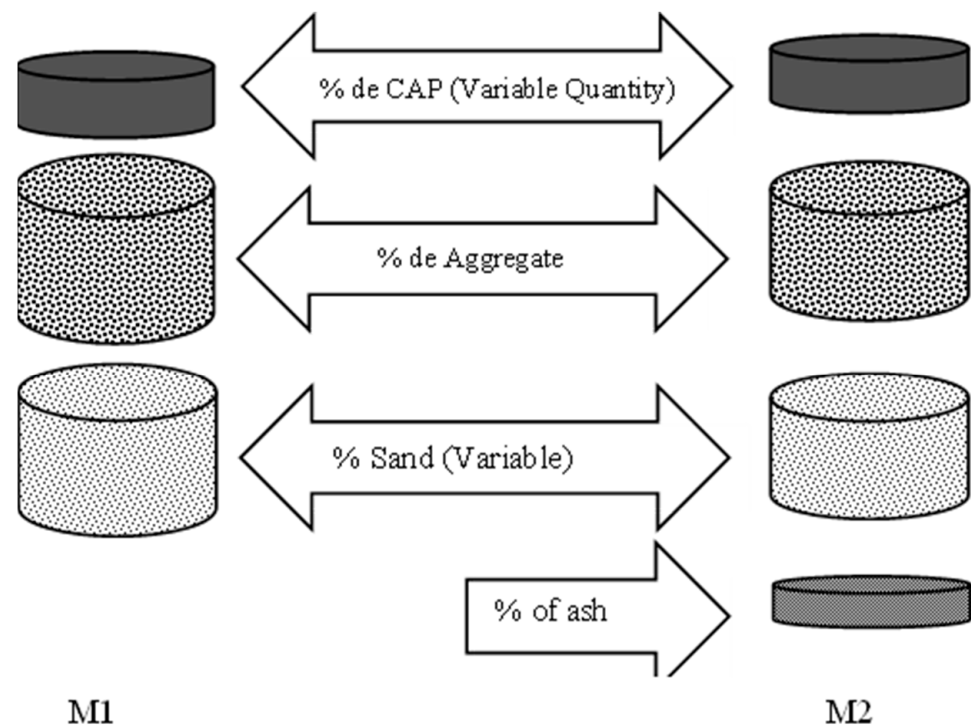 % de CAP (Variable Quantity)
% de Aggregate
% Sand (Variable)
% of ash
M1
M2